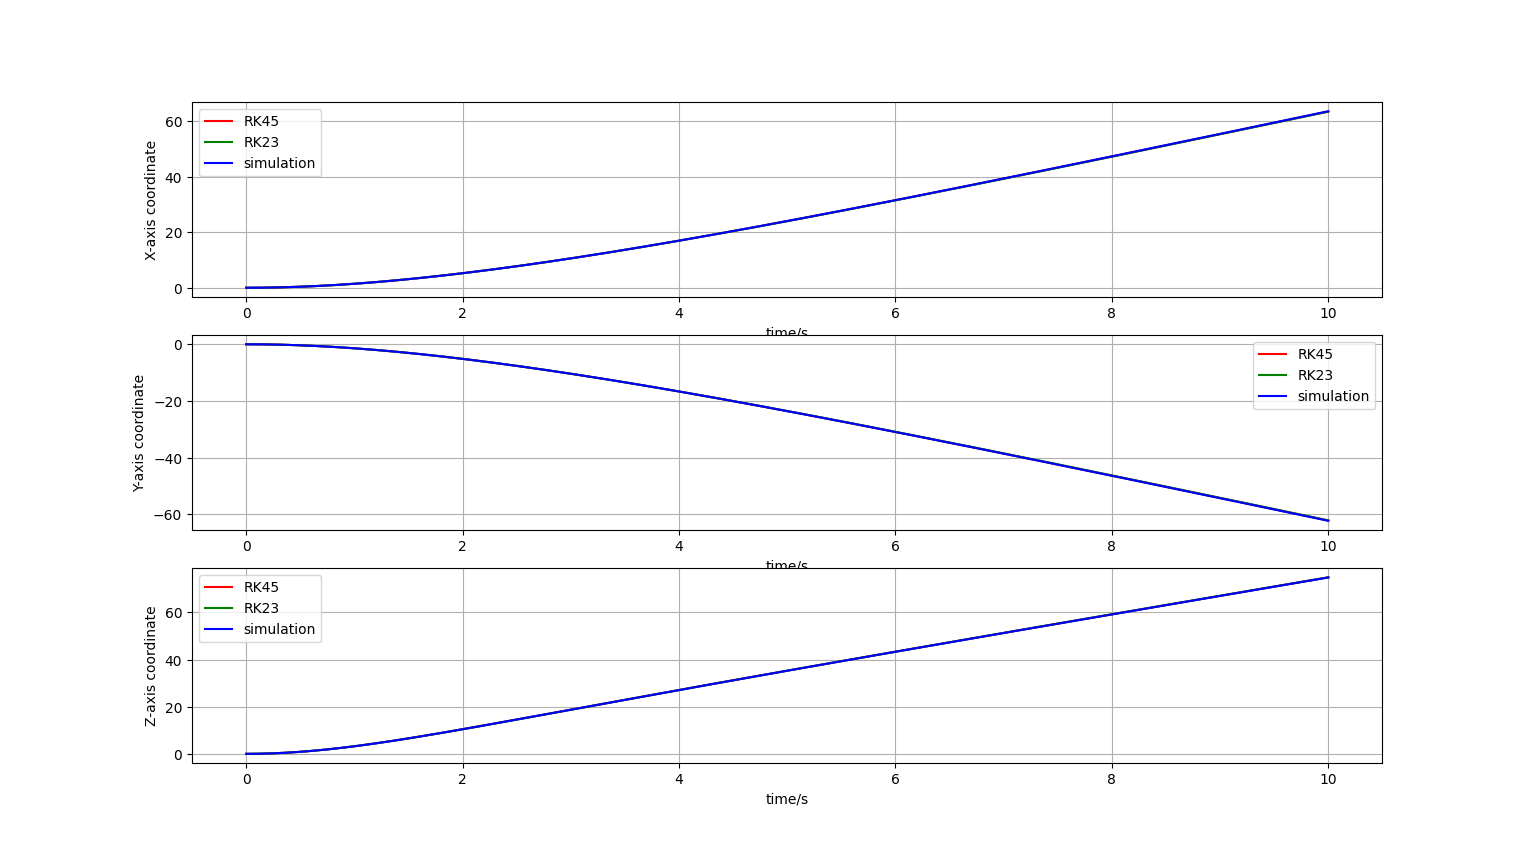 RK45
RK23
simulation
X-axis coordinate
60
40
20
0
0 2 4 6 8 10
time/s
RK45
RK23
simulation
Y-axis coordinate
0
−20
−40
−60
0 2 4 6 8 10
time/s
RK45
RK23
simulation
Z-axis coordinate
60
40
20
0
0 2 4 6 8 10
time/s